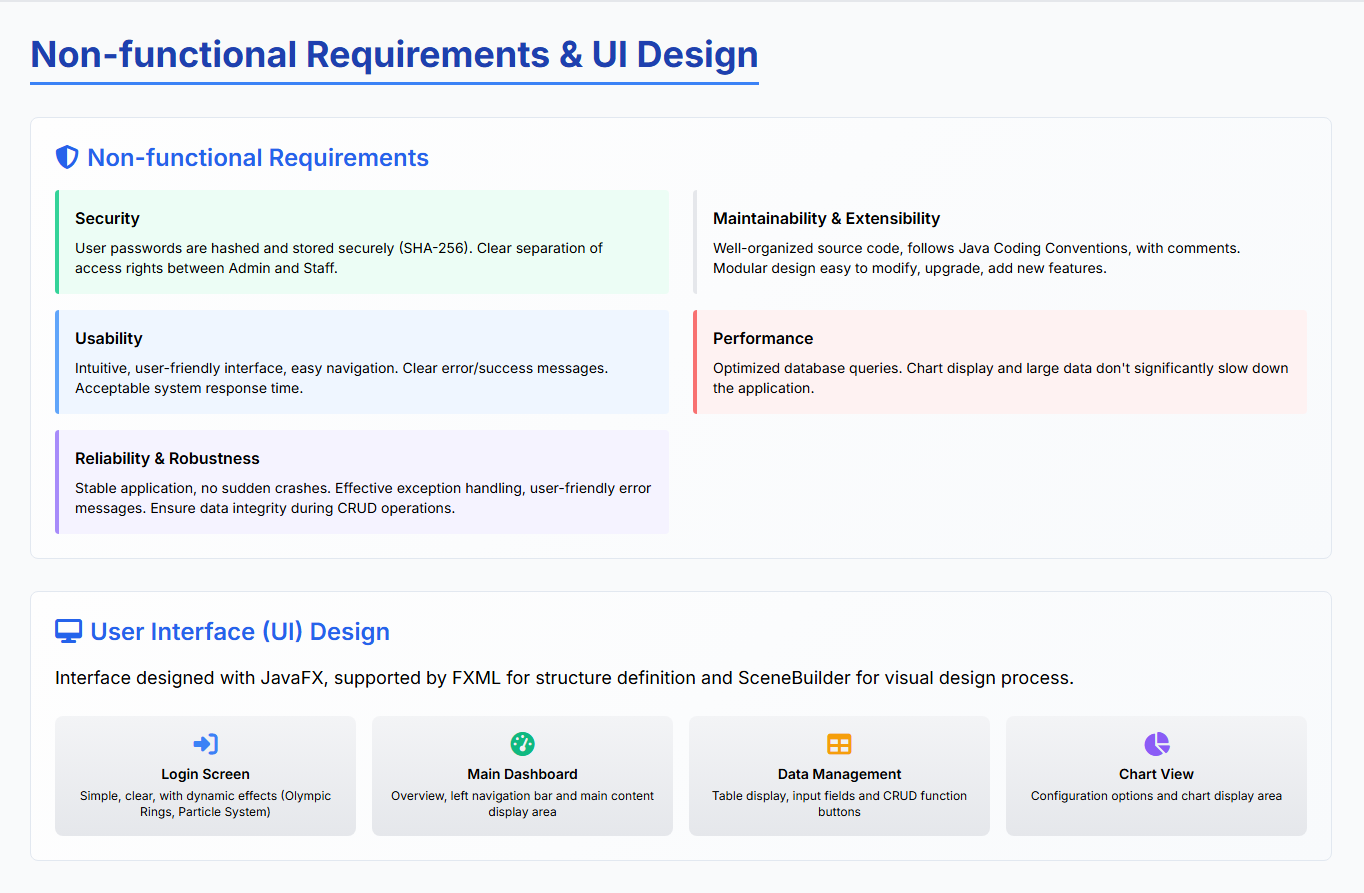 Non-functional Requirements & UI Design
Non-functional Requirements
Security
User passwords are hashed and stored securely (SHA-256). Clear separation of
access rights between Admin and Staff.
Maintainability & Extensibility
Well-organized source code, follows Java Coding Conventions, with comments.
Modular design easy to modify, upgrade, add new features.
Usability
Intuitive, user-friendly interface, easy navigation. Clear error/success messages.
Acceptable system response time.
Performance
Optimized database queries. Chart display and large data don't significantly slow down
the application.
Reliability & Robustness
Stable application, no sudden crashes. Effective exception handling, user-friendly error
messages. Ensure data integrity during CRUD operations.
User Interface (UI) Design
Interface designed with JavaFX, supported by FXML for structure definition and SceneBuilder for visual design process.
Login Screen
Simple, clear, with dynamic effects (Olympic
Rings, Particle System)
Main Dashboard
Overview, left navigation bar and main content
display area
Data Management
Table display, input fields and CRUD function
buttons
Chart View
Configuration options and chart display area